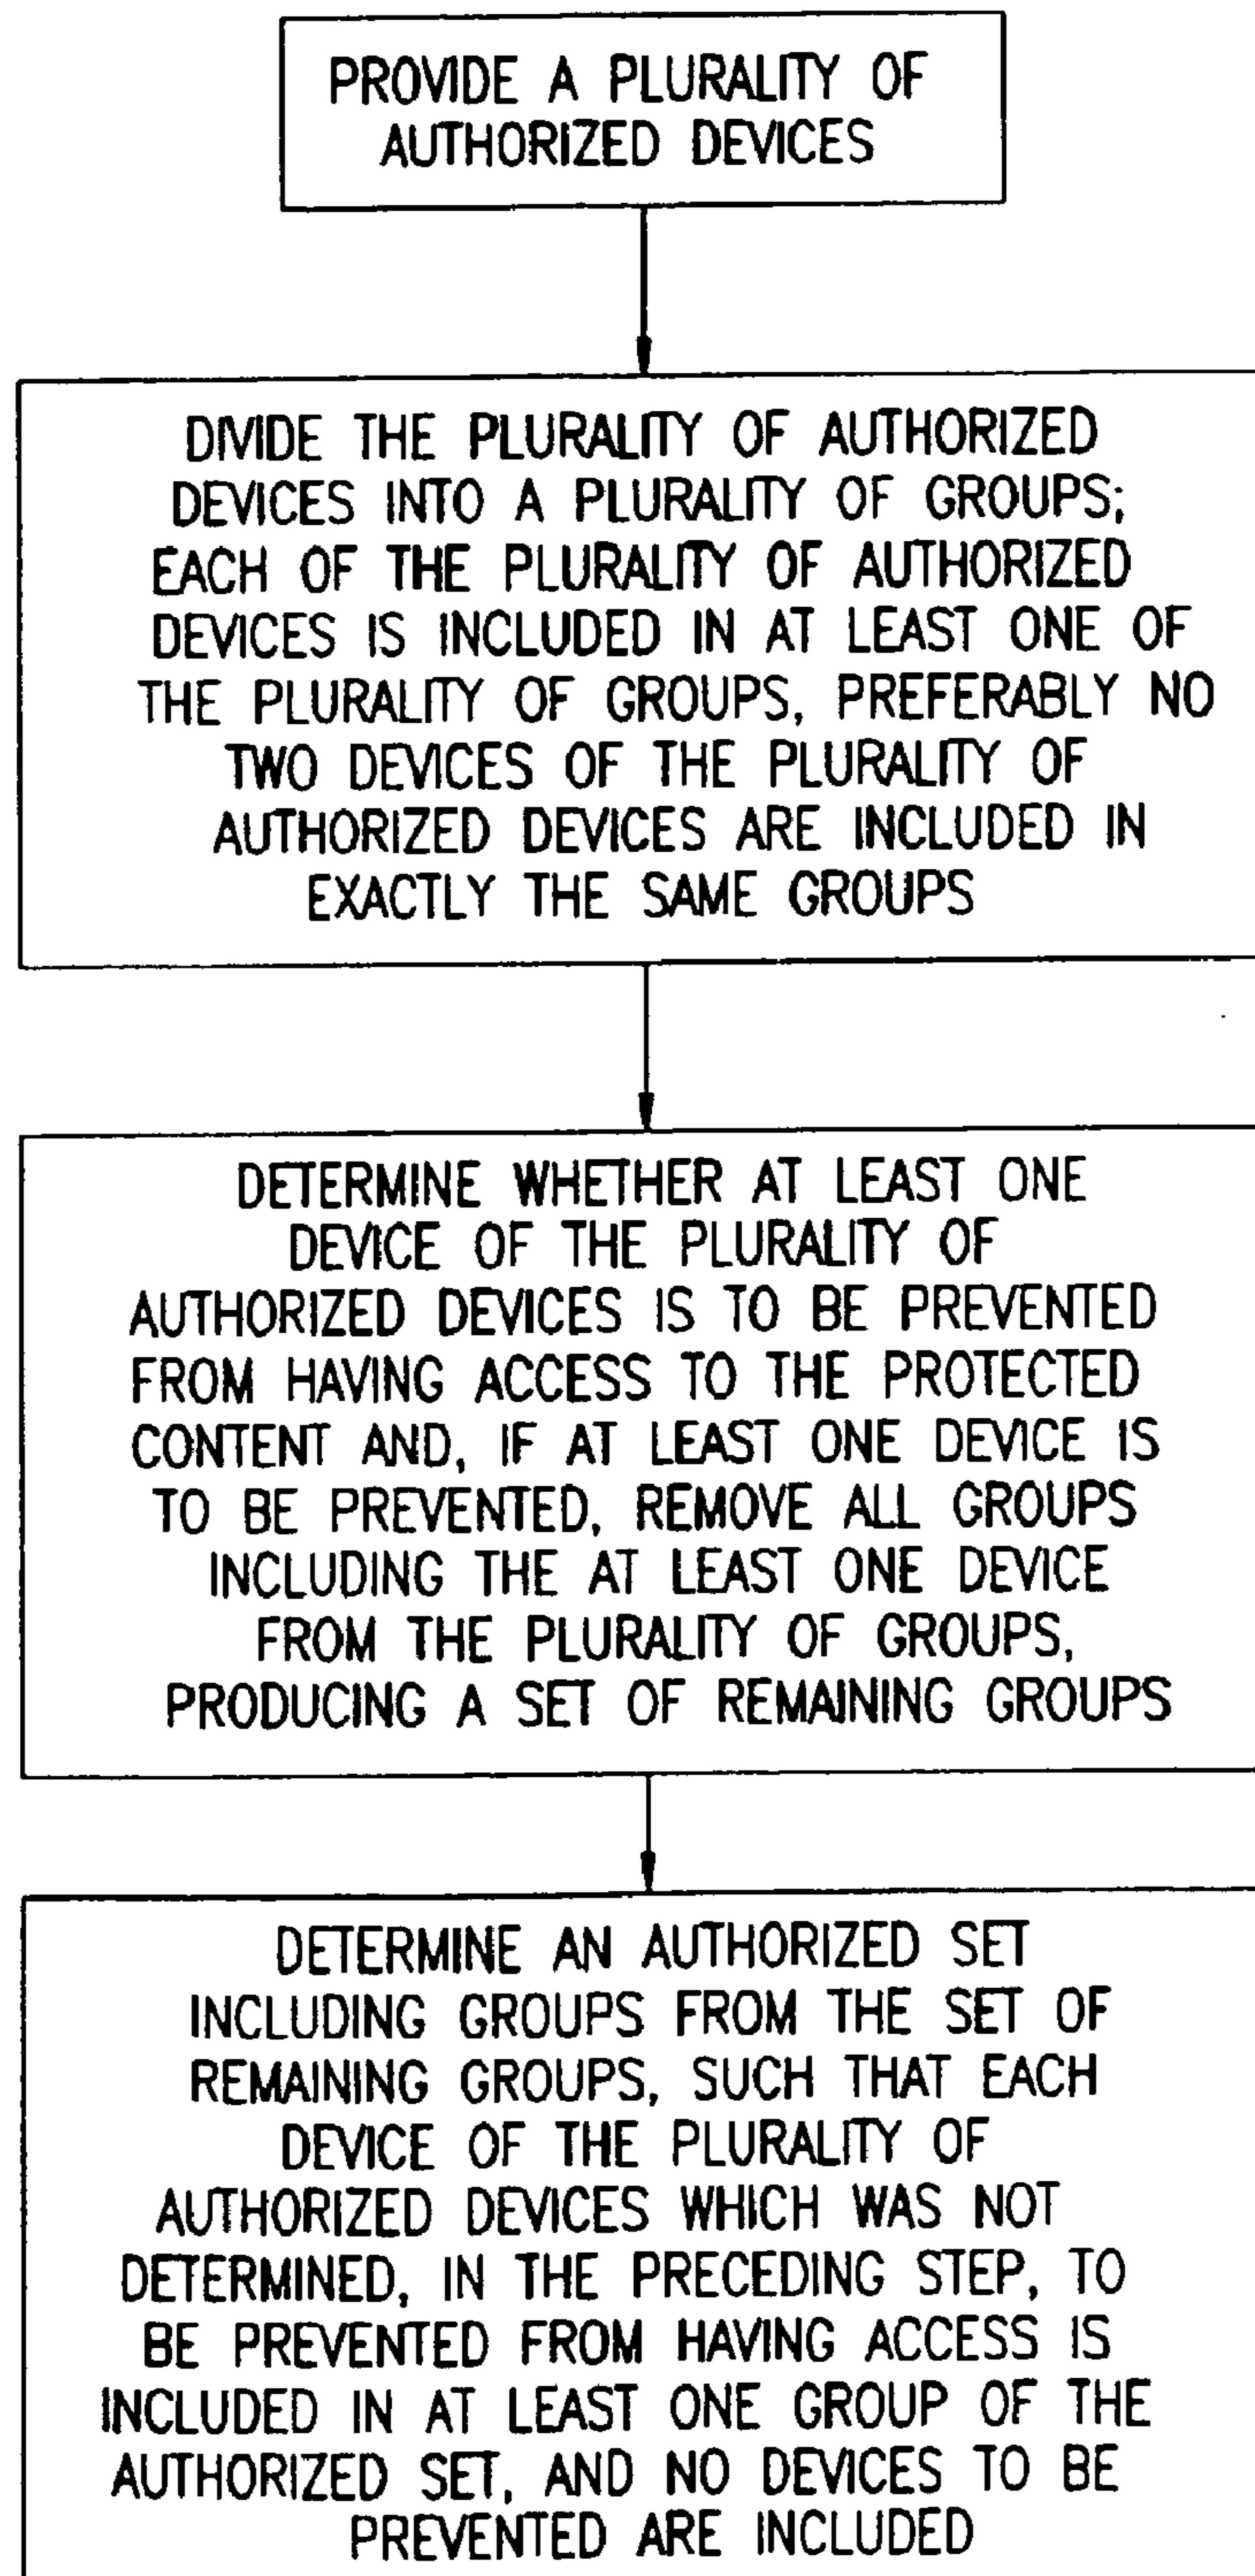 PROVIDE A PLURALITY OF
AUTHORIZED DEVICES
DIVIDE THE PLURALITY OF AUTHORIZED
DEVICES INTO A PLURALITY OF GROUPS;
EACH OF THE PLURALITY OF AUTHORIZED
DEVICES IS INCLUDED IN AT LEAST ONE OF
THE PLURALITY OF GROUPS, PREFERABLY NO
TWO DEVICES OF THE PLURALITY OF
AUTHORIZED DEVICES ARE INCLUDED IN
EXACTLY THE SAME GROUPS
DETERMINE WHETHER AT LEAST ONE
DEVICE OF THE PLURALITY OF
AUTHORIZED DEVICES IS TO BE PREVENTED
FROM HAVING ACCESS TO THE PROTECTED
CONTENT AND, IF AT LEAST ONE DEVICE IS
TO BE PREVENTED, REMOVE ALL GROUPS
INCLUDING THE AT LEAST ONE DEVICE
FROM THE PLURALITY OF GROUPS,
PRODUCING A SET OF REMAINING GROUPS
DETERMINE AN AUTHORIZED SET
INCLUDING GROUPS FROM THE SET OF
REMAINING GROUPS, SUCH THAT EACH
DEVICE OF THE PLURALITY OF
AUTHORIZED DEVICES WHICH WAS NOT
DETERMINED, IN THE PRECEDING STEP, TO
BE PREVENTED FROM HAVING ACCESS IS
INCLUDED IN AT LEAST ONE GROUP OF THE
AUTHORIZED SET, AND NO DEVICES TO BE
PREVENTED ARE INCLUDED